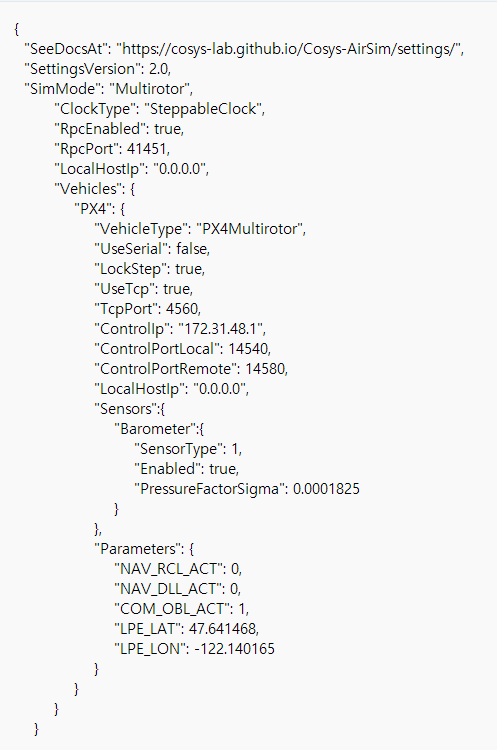 {
"SeeDocsAt": "https://cosys-lab.github.io/Cosys-AirSim/settings/",
"SettingsVersion": 2.0,
"SimMode": "Multirotor",
"ClockType": "SteppableClock",
"RpcEnabled": true,
"RpcPort": 41451,
"LocalHostIp": "0.0.0.0",
"Vehicles": {
"PX4": {
"VehicleType": "PX4Multirotor",
"UseSerial": false,
"LockStep": true,
"UseTcp": true,
"TcpPort": 4560,
"ControlIp": "172.31.48.1",
"ControlPortLocal": 14540,
"ControlPortRemote": 14580,
"LocalHostIp": "0.0.0.0",
"Sensors":{
"Barometer":{
"SensorType": 1,
"Enabled": true,
"PressureFactorSigma": 0.0001825
}
},
"Parameters": {
"NAV_RCL_ACT": 0,
"NAV_DLL_ACT": 0,
"COM_OBL_ACT": 1,
"LPE_LAT": 47.641468,
"LPE_LON": -122.140165
}
}
}
}